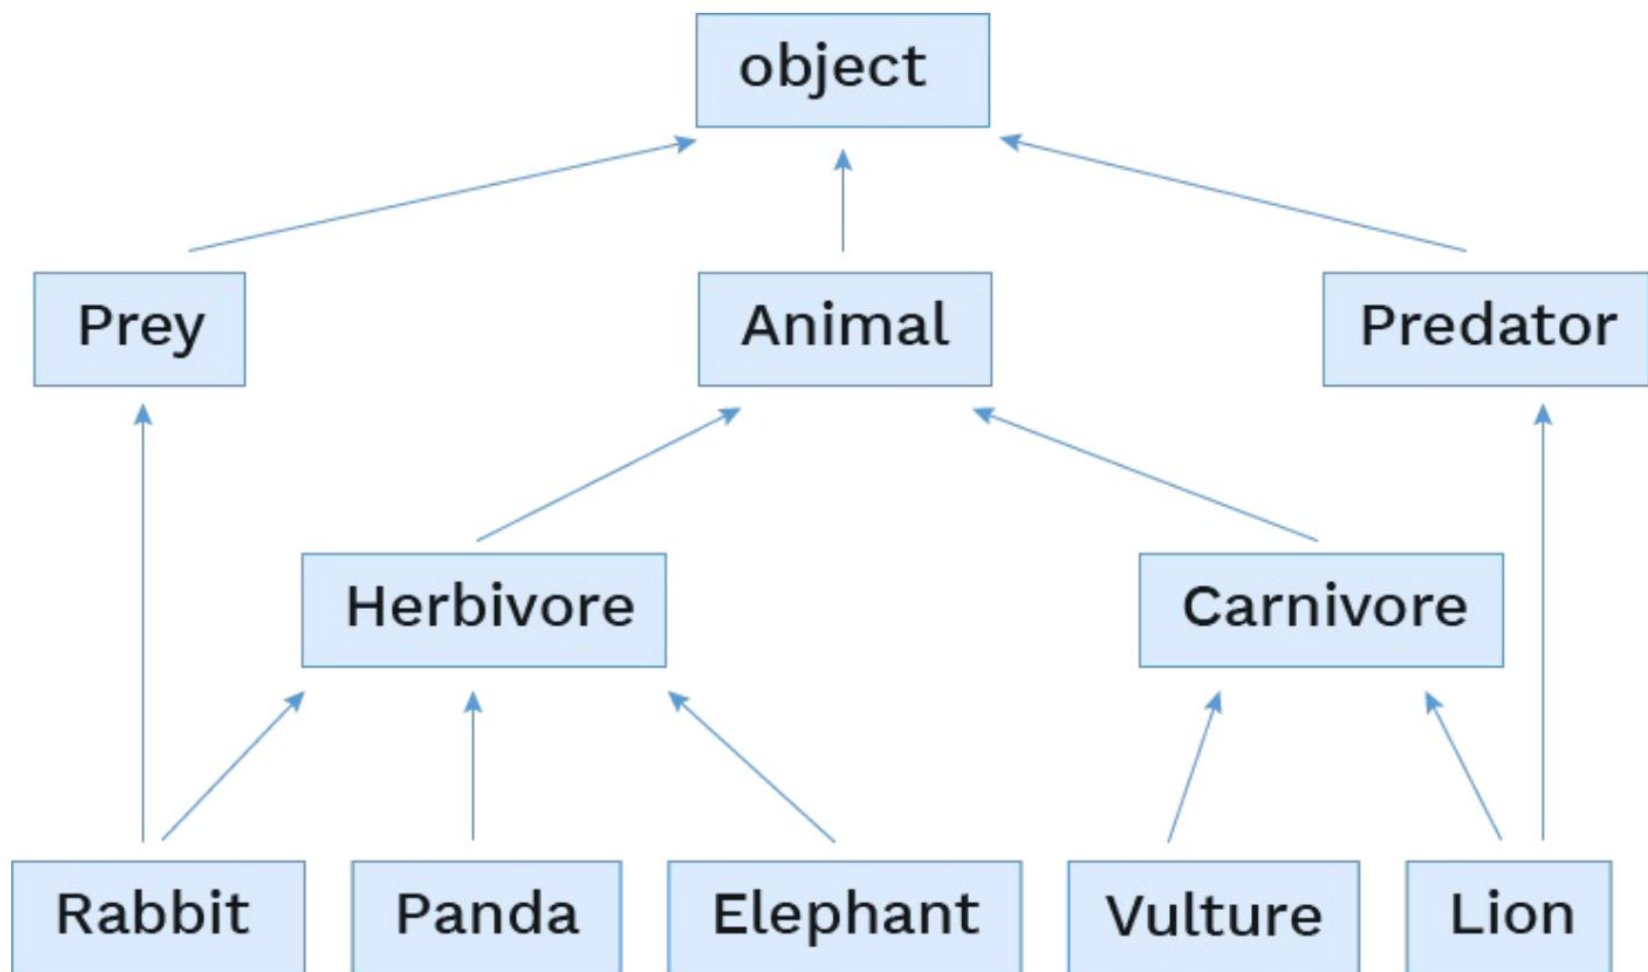 object
Prey
Animal
Predator
Herbivore
Carnivore
Rabbit
Panda
Elephant
Vulture
Lion